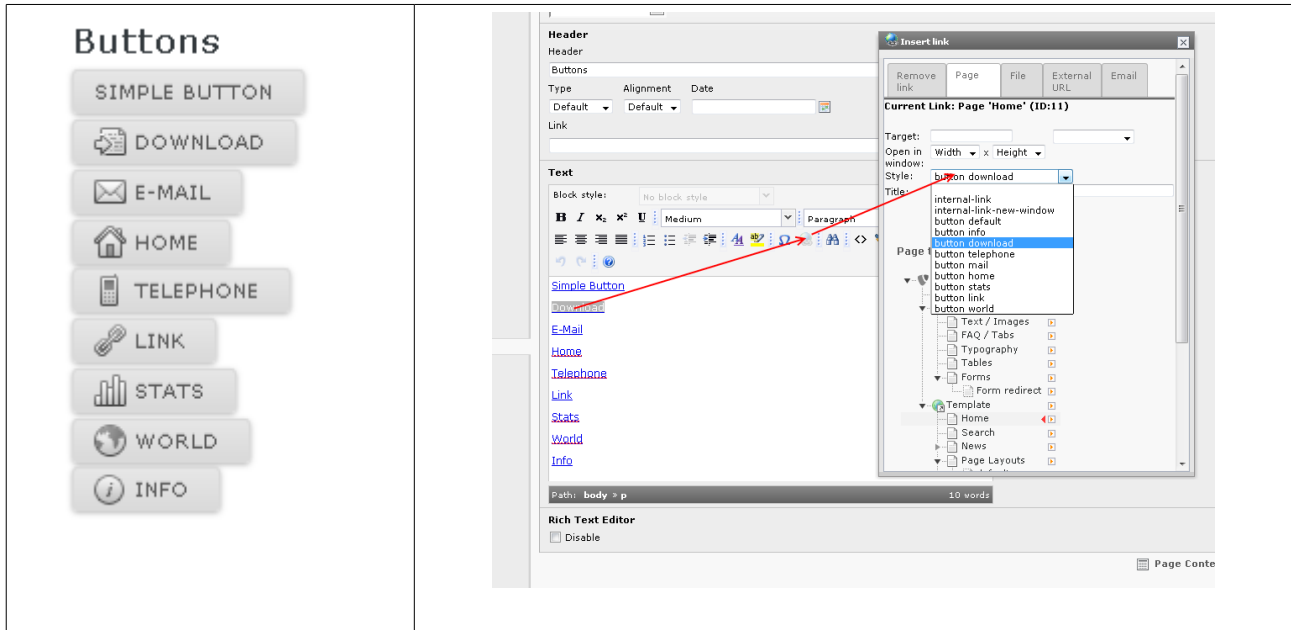 Buttons
SIMPLE BUTTON
DOWNLOAD
E-MAIL
HOME
TELEPHONE
LINK
STATS
WORLD
INFO
Header
Header
Buttons
Type Alignment Date
Default Default
Link
Text
Block style: No block style
B I x₂ x² U Medium Paragraph
Simple Button
Download
E-Mail
Home
Telephone
Link
Stats
World
Info
Path: body » p 10 words
Rich Text Editor
Disable
Page Conte
Insert link
Remove link
Page
File
External URL
Email
Current Link: Page 'Home' (ID:11)
Target:
Open in window: Width x Height
Style: button download
Title:
internal-link
internal-link-new-window
button default
button info
button download
button telephone
button mail
button home
button stats
button link
button world
Page t
Text / Images
FAQ / Tabs
Typography
Tables
Forms
Form redirect
Template
Home
Search
News
Page Layouts